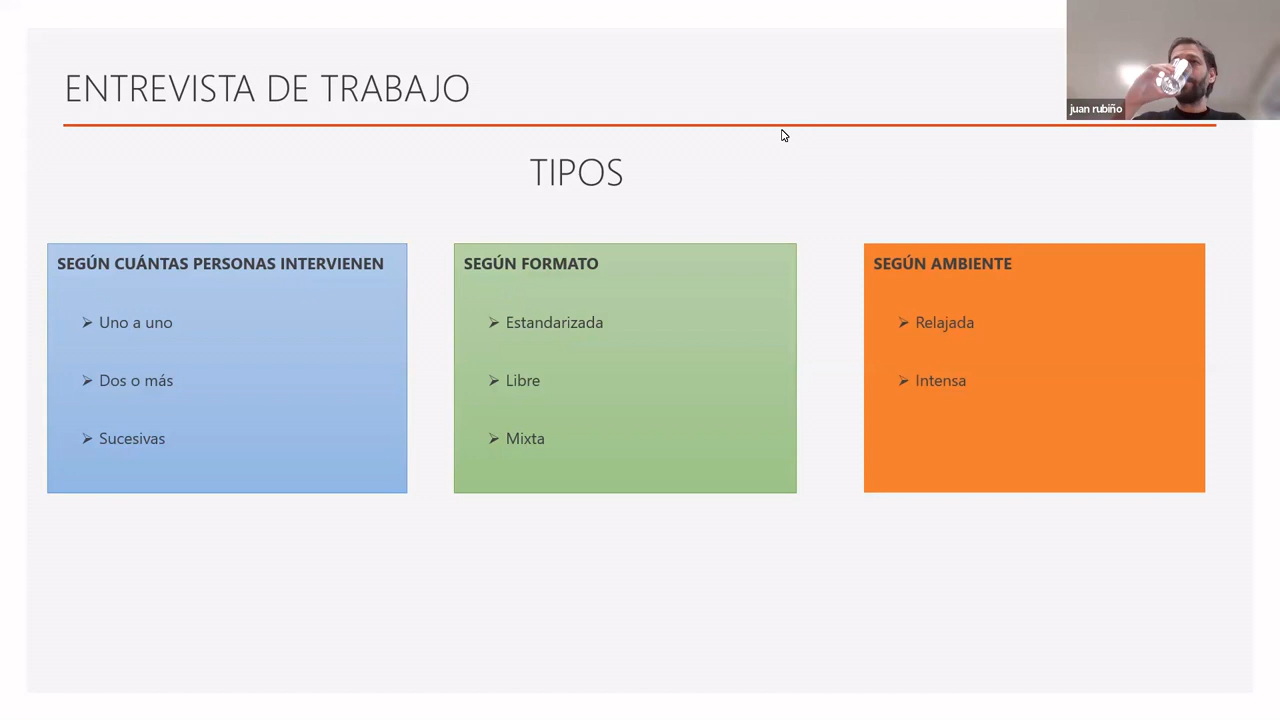 ENTREVISTA DE TRABAJO
juan rubiño
TIPOS
SEGÚN CUÁNTAS PERSONAS INTERVIENEN
➢ Uno a uno
➢ Dos o más
➢ Sucesivas
SEGÚN FORMATO
➢ Estandarizada
➢ Libre
➢ Mixta
SEGÚN AMBIENTE
➢ Relajada
➢ Intensa